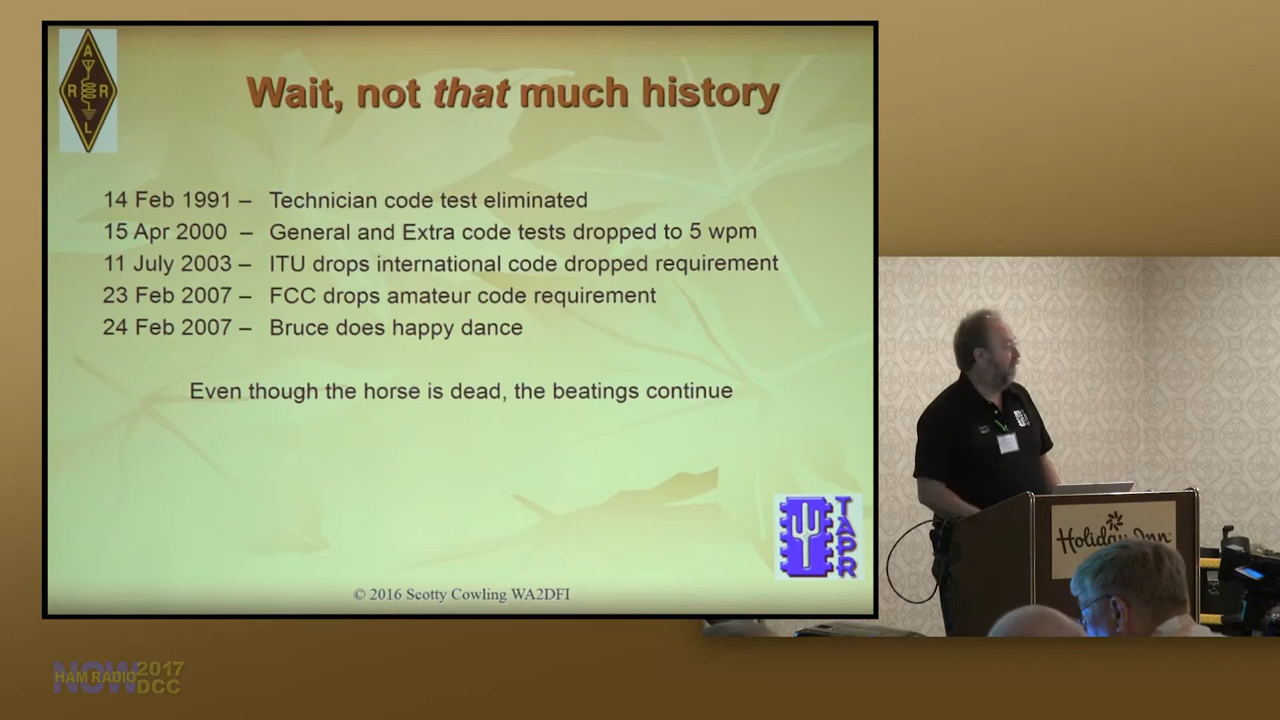 A
R R
L
Wait, not that much history
14 Feb 1991 – Technician code test eliminated
15 Apr 2000 – General and Extra code tests dropped to 5 wpm
11 July 2003 – ITU drops international code dropped requirement
23 Feb 2007 – FCC drops amateur code requirement
24 Feb 2007 – Bruce does happy dance
Even though the horse is dead, the beatings continue
TAPR
© 2016 Scotty Cowling WA2DFI
Holiday Inn
HAM RADIO NOW 2017 DCC